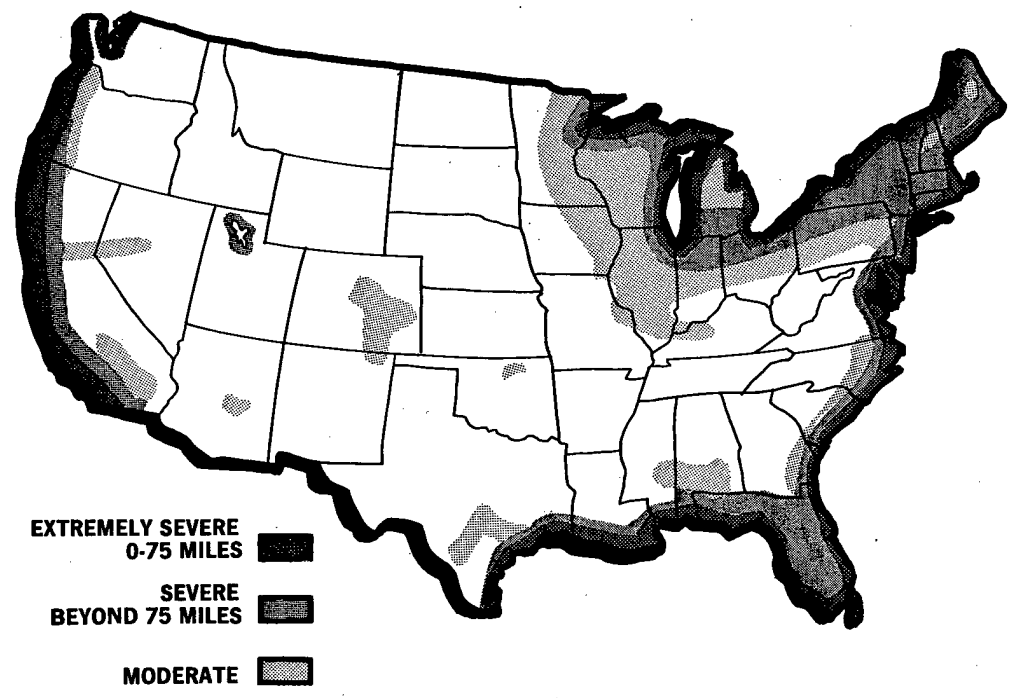 EXTREMELY SEVERE
0-75 MILES
SEVERE
BEYOND 75 MILES
MODERATE